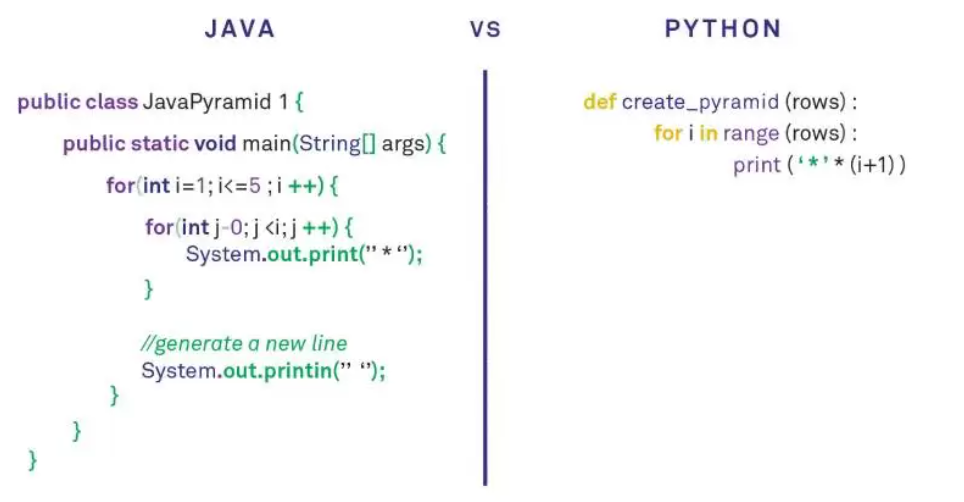 JAVA VS PYTHON
public class JavaPyramid 1 {
public static void main(String[] args) {
for(int i=1; i<=5 ; i ++) {
for(int j-0; j <i; j ++) {
System.out.print(” * “);
}
//generate a new line
System.out.printin(” “);
}
}
}
def create_pyramid (rows) :
for i in range (rows) :
print ( ‘ * ’ * (i+1) )